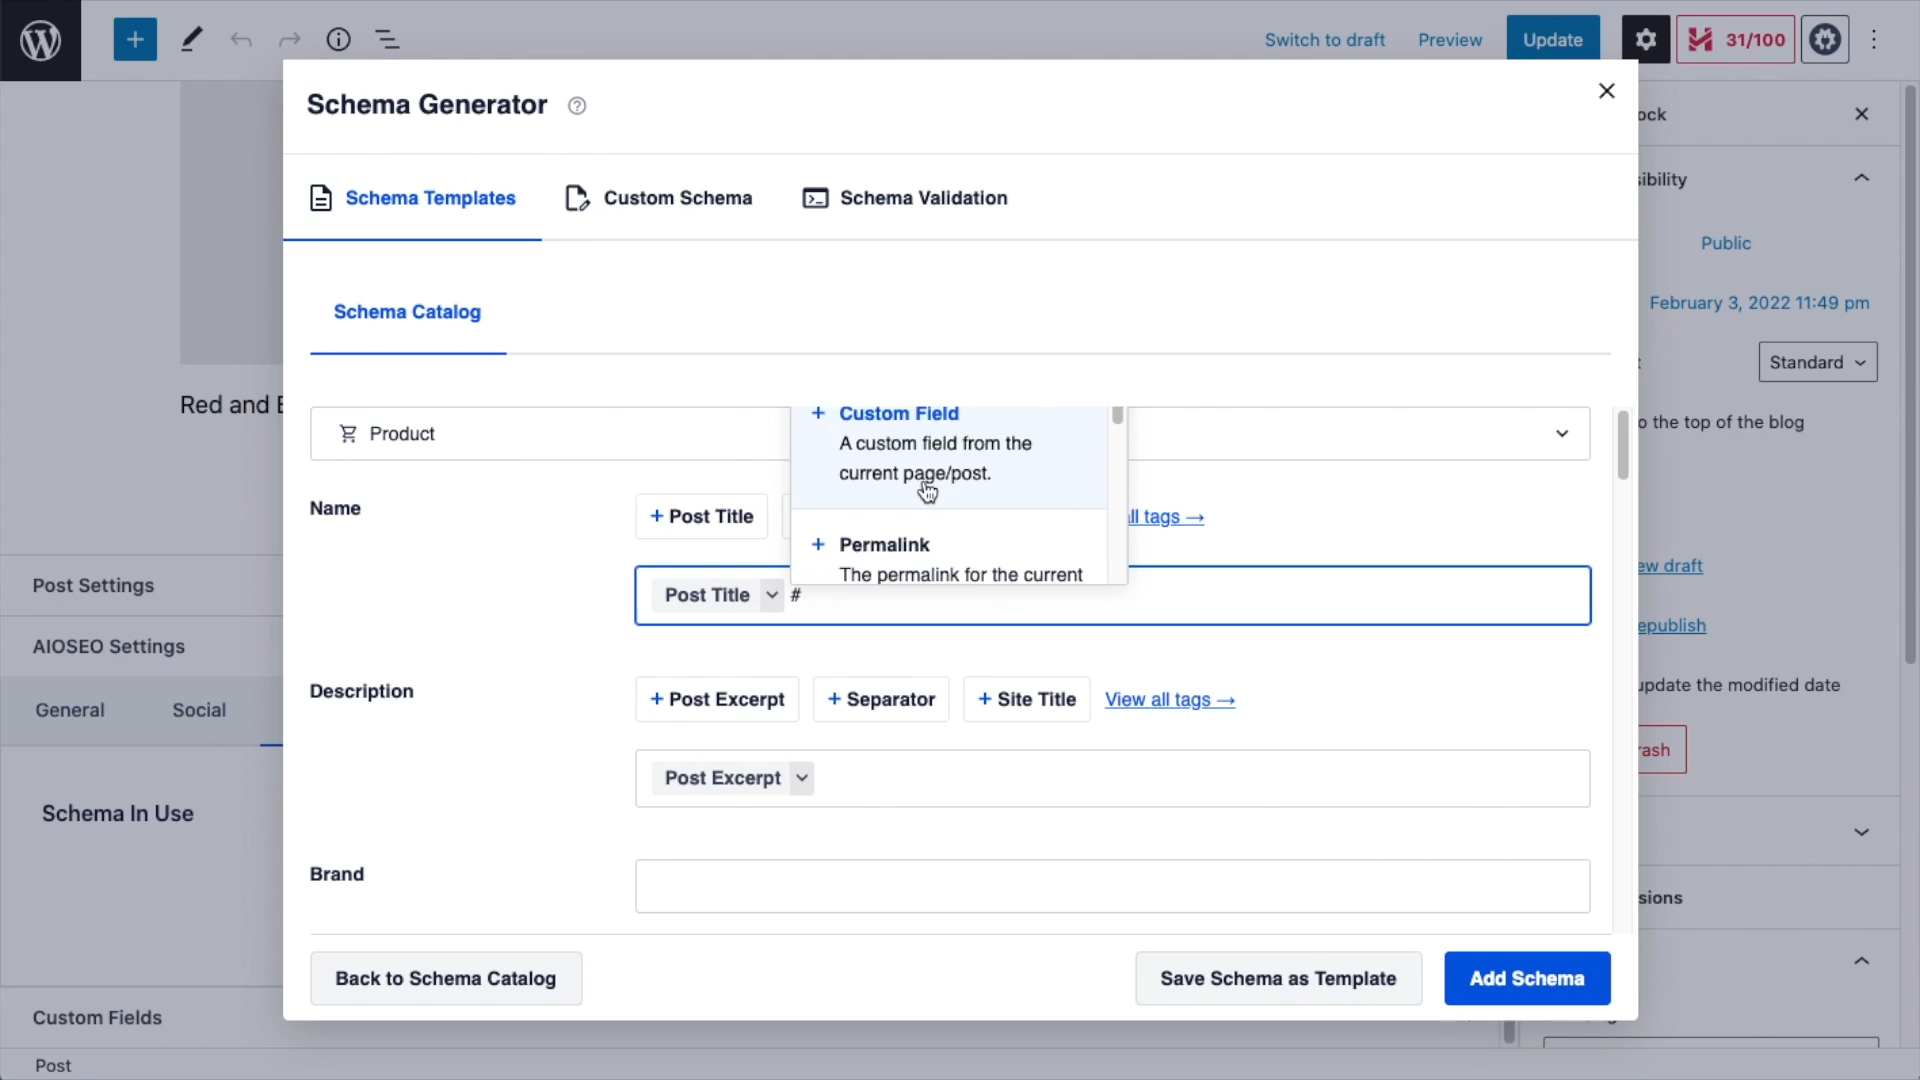 Switch to draft
Preview
Update
31/100
Schema Generator
Schema Templates
Custom Schema
Schema Validation
Schema Catalog
Product
+ Custom Field
A custom field from the
current page/post.
+ Permalink
The permalink for the current
Name
+ Post Title
all tags →
Post Title
#
Description
+ Post Excerpt
+ Separator
+ Site Title
View all tags →
Post Excerpt
Brand
Back to Schema Catalog
Save Schema as Template
Add Schema
Red and
Post Settings
AIOSEO Settings
General
Social
Schema In Use
Custom Fields
Post
ock
ibility
Public
February 3, 2022 11:49 pm
Standard
o the top of the blog
ew draft
epublish
update the modified date
rash
sions